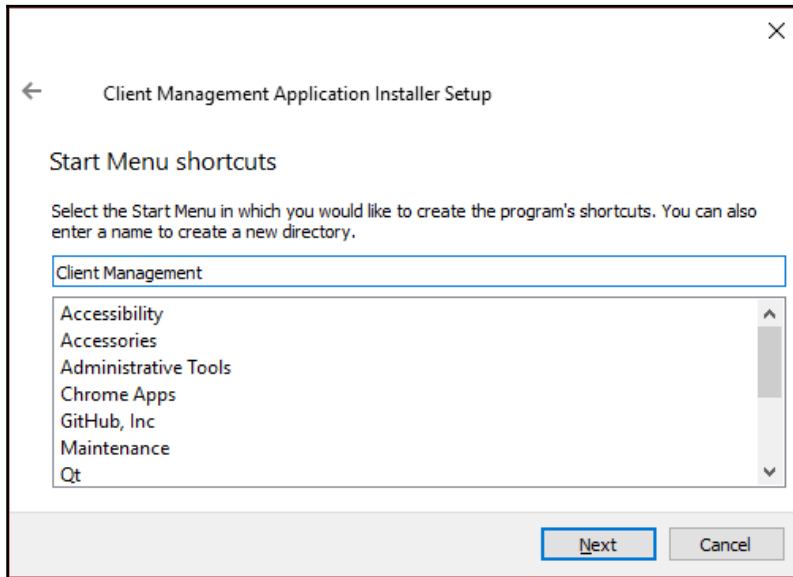 Client Management Application Installer Setup
Start Menu shortcuts
Select the Start Menu in which you would like to create the program's shortcuts. You can also
enter a name to create a new directory.
Client Management
Accessibility
Accessories
Administrative Tools
Chrome Apps
GitHub, Inc
Maintenance
Qt
Next
Cancel